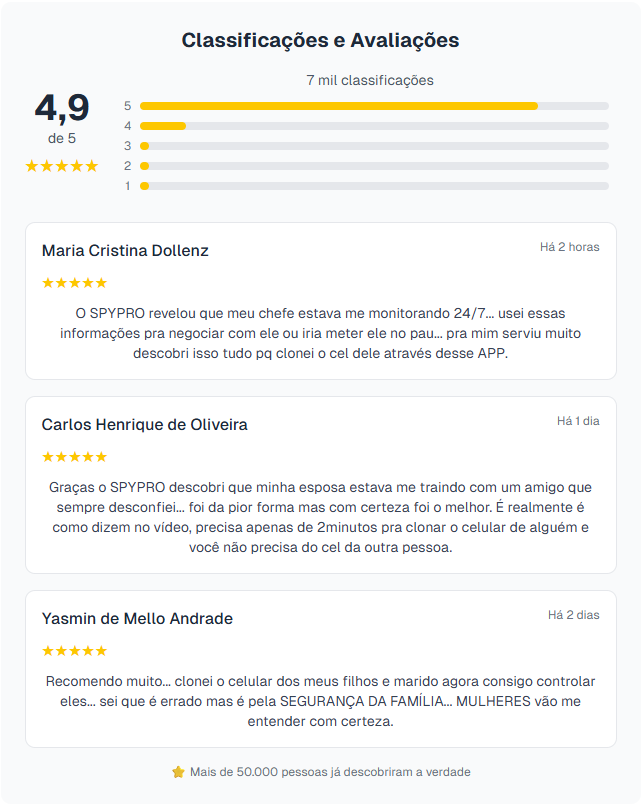 Classificações e Avaliações
7 mil classificações
4,9
de 5
5
4
3
2
1
Maria Cristina Dollenz
Há 2 horas
O SPYPRO revelou que meu chefe estava me monitorando 24/7... usei essas
informações pra negociar com ele ou iria meter ele no pau... pra mim serviu muito
descobri isso tudo pq clonei o cel dele através desse APP.
Carlos Henrique de Oliveira
Há 1 dia
Graças o SPYPRO descobri que minha esposa estava me traindo com um amigo que
sempre desconfiei... foi da pior forma mas com certeza foi o melhor. É realmente é
como dizem no vídeo, precisa apenas de 2minutos pra clonar o celular de alguém e
você não precisa do cel da outra pessoa.
Yasmin de Mello Andrade
Há 2 dias
Recomendo muito... clonei o celular dos meus filhos e marido agora consigo controlar
eles... sei que é errado mas é pela SEGURANÇA DA FAMÍLIA... MULHERES vão me
entender com certeza.
Mais de 50.000 pessoas já descobriram a verdade